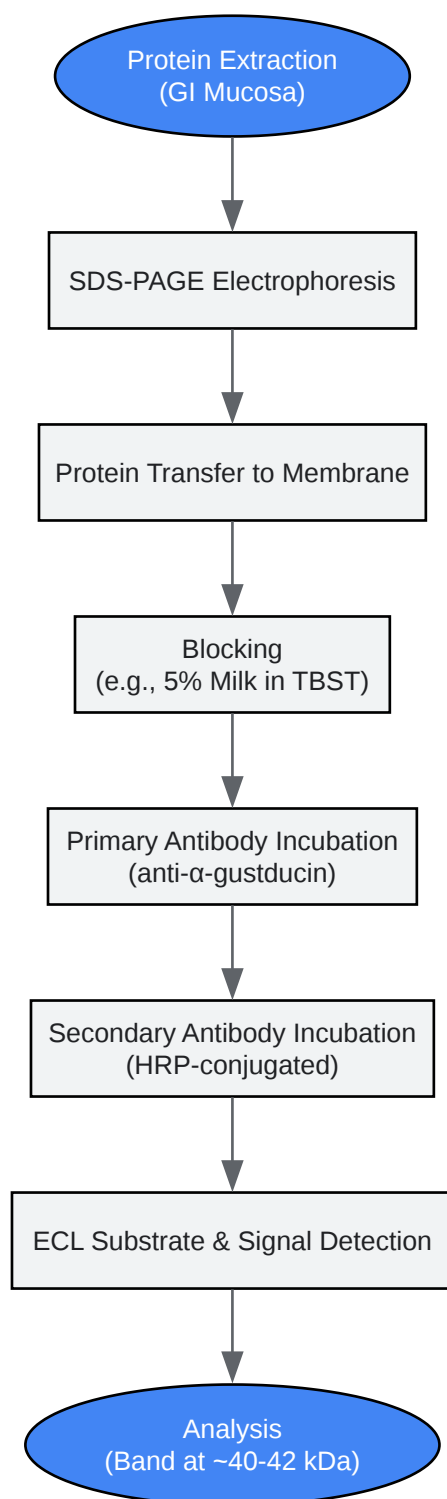 Protein Extraction
(GI Mucosa)
SDS-PAGE Electrophoresis
Protein Transfer to Membrane
Blocking
(e.g., 5% Milk in TBST)
Primary Antibody Incubation
(anti-α-gustducin)
Secondary Antibody Incubation
(HRP-conjugated)
ECL Substrate & Signal Detection
Analysis
(Band at ~40-42 kDa)